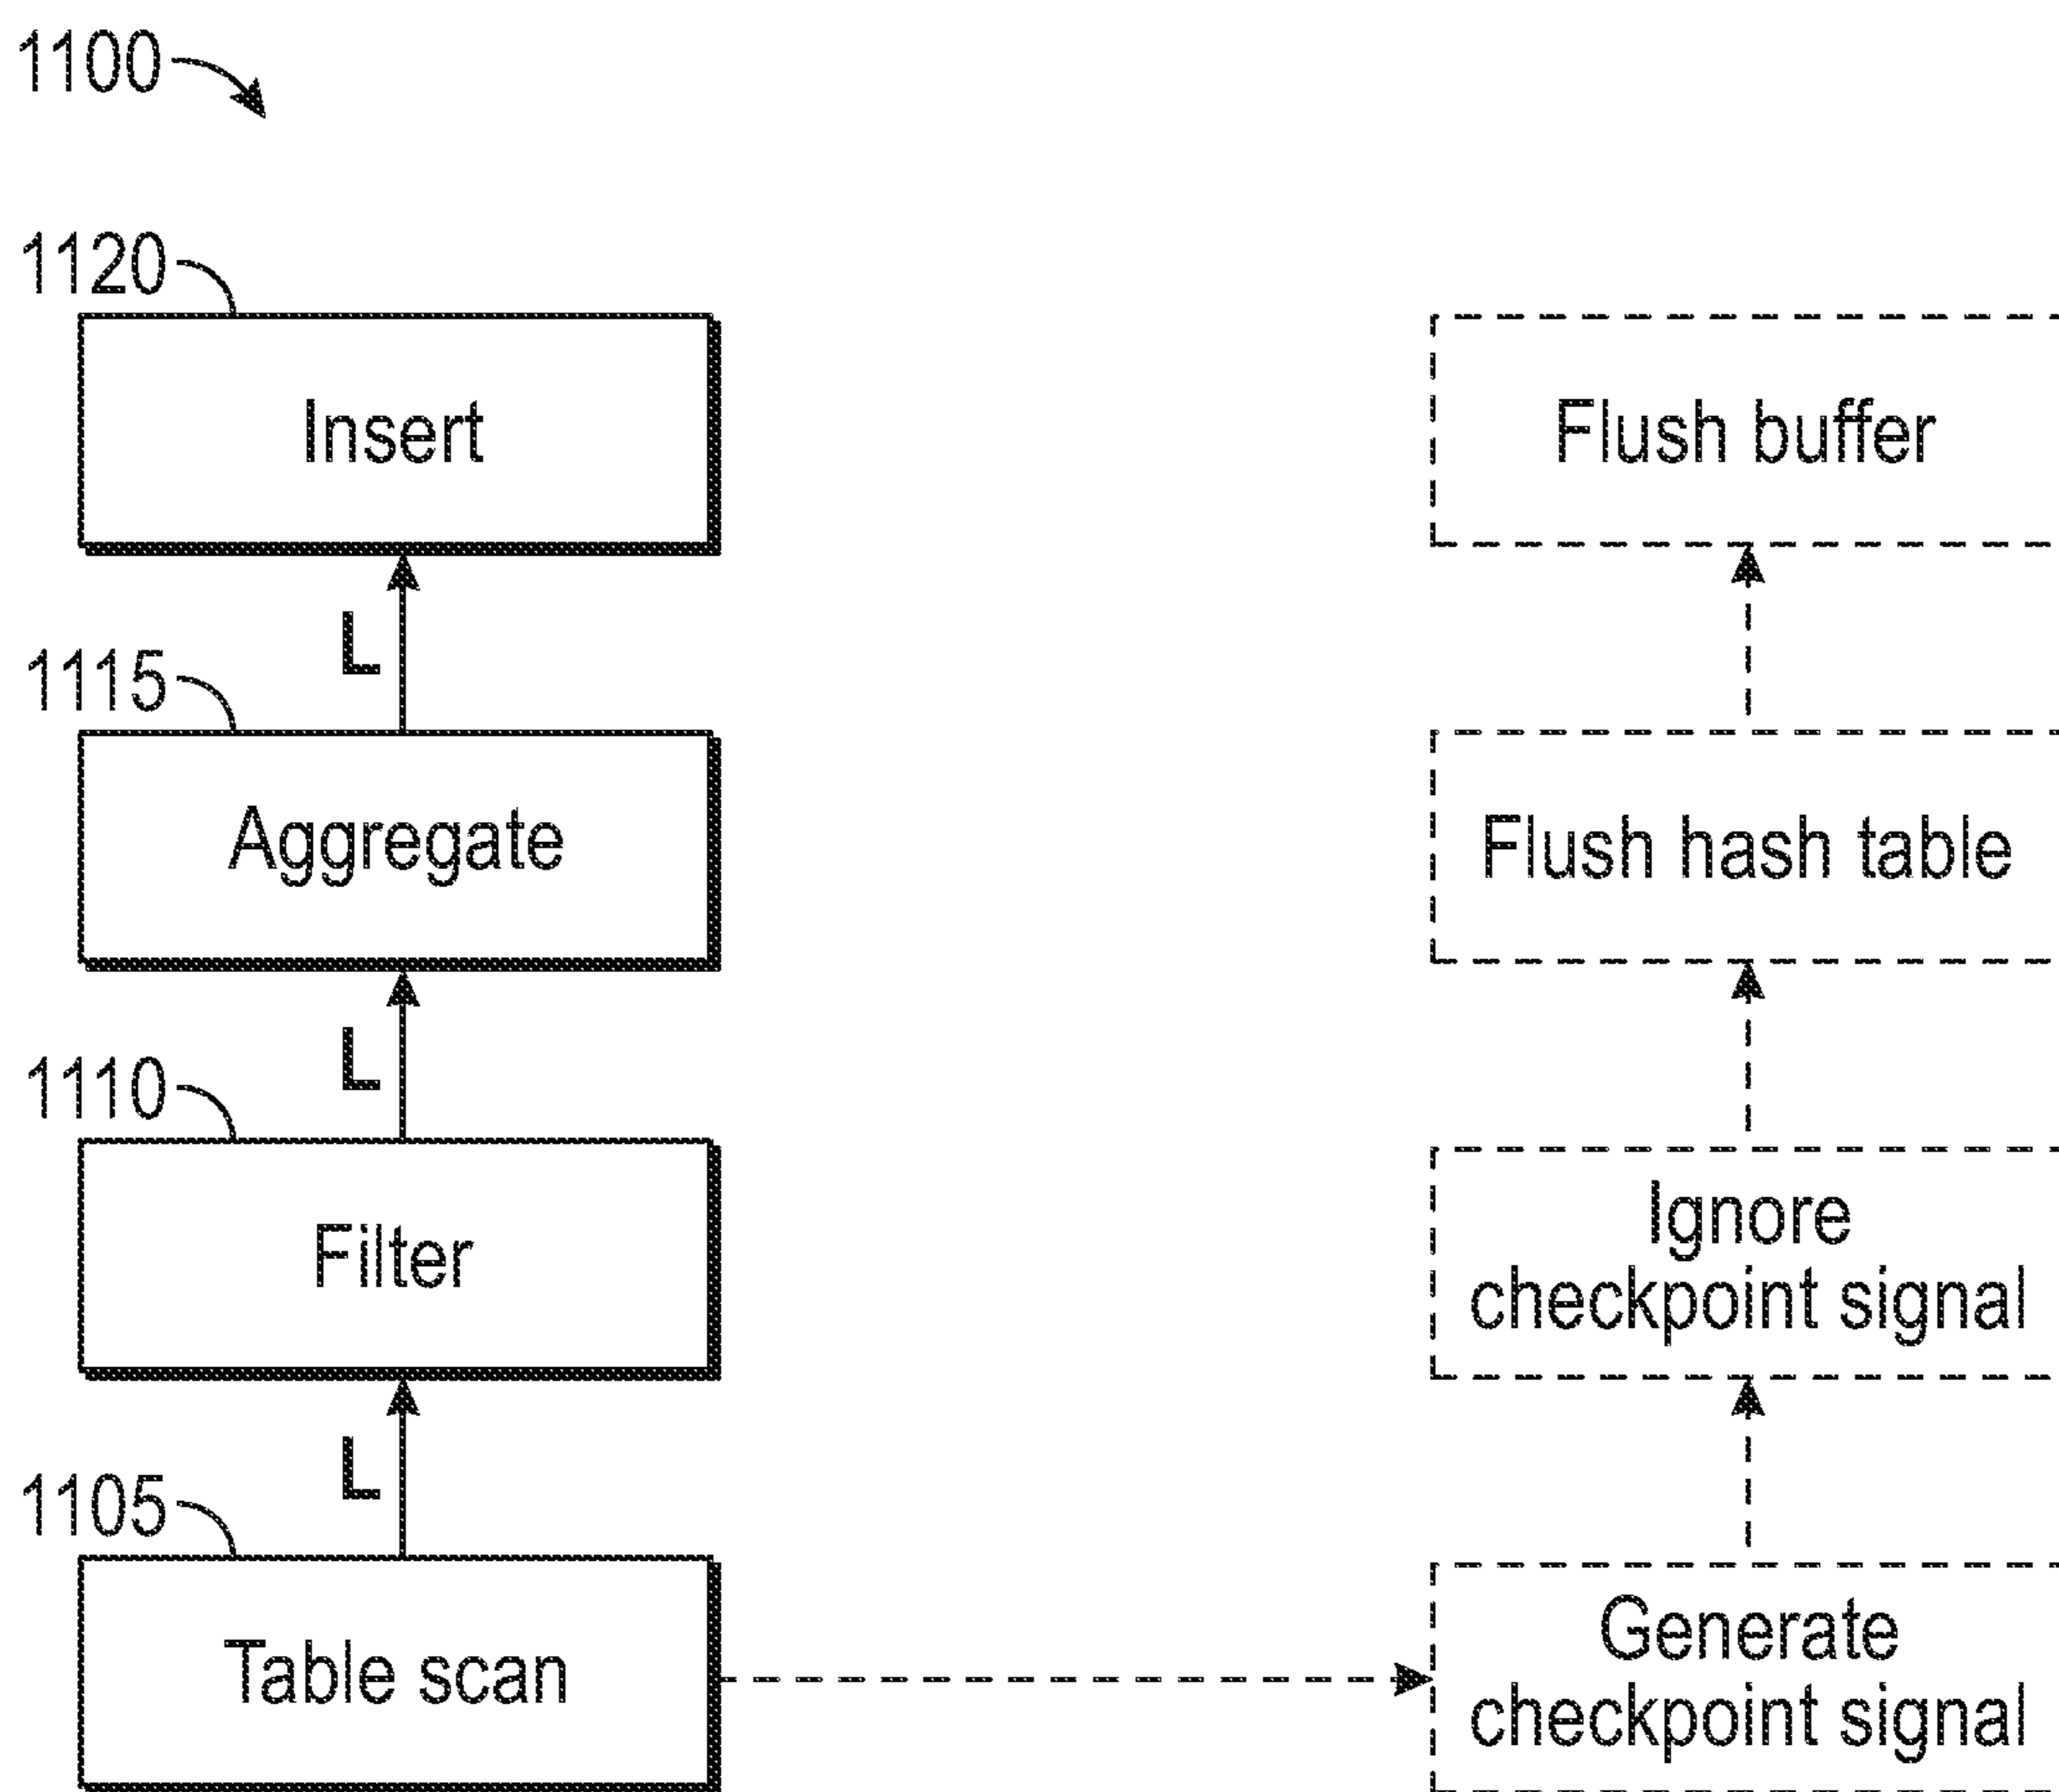 1100
1120
Insert
Flush buffer
L
1115
Aggregate
Flush hash table
L
1110
Filter
Ignore
checkpoint signal
L
1105
Table scan
Generate
checkpoint signal